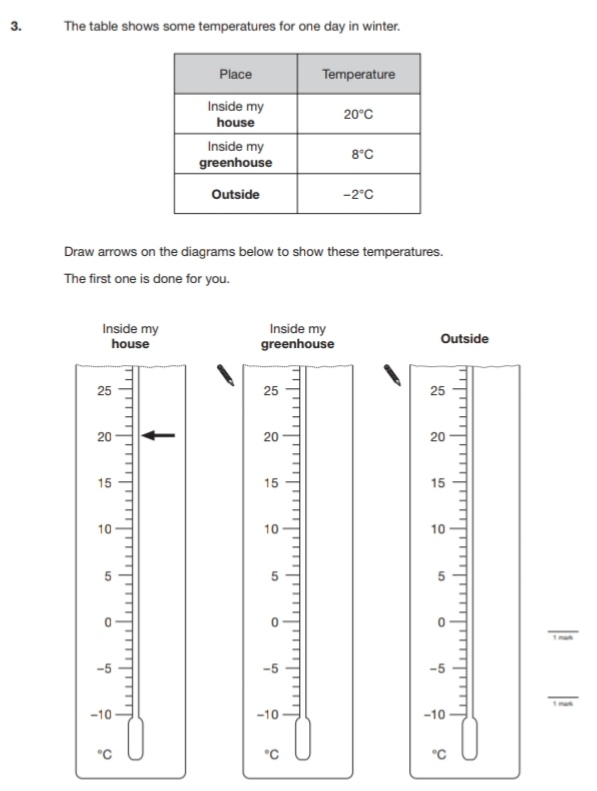 3. The table shows some temperatures for one day in winter.
Place Temperature
Inside my
house
20°C
Inside my
greenhouse
8°C
Outside −2°C
Draw arrows on the diagrams below to show these temperatures.
The first one is done for you.
Inside my
house
25
20
15
10
5
0
−5
−10
°C
Inside my
greenhouse
25
20
15
10
5
0
−5
−10
°C
Outside
25
20
15
10
5
0
−5
−10
°C
1 mark
1 mark